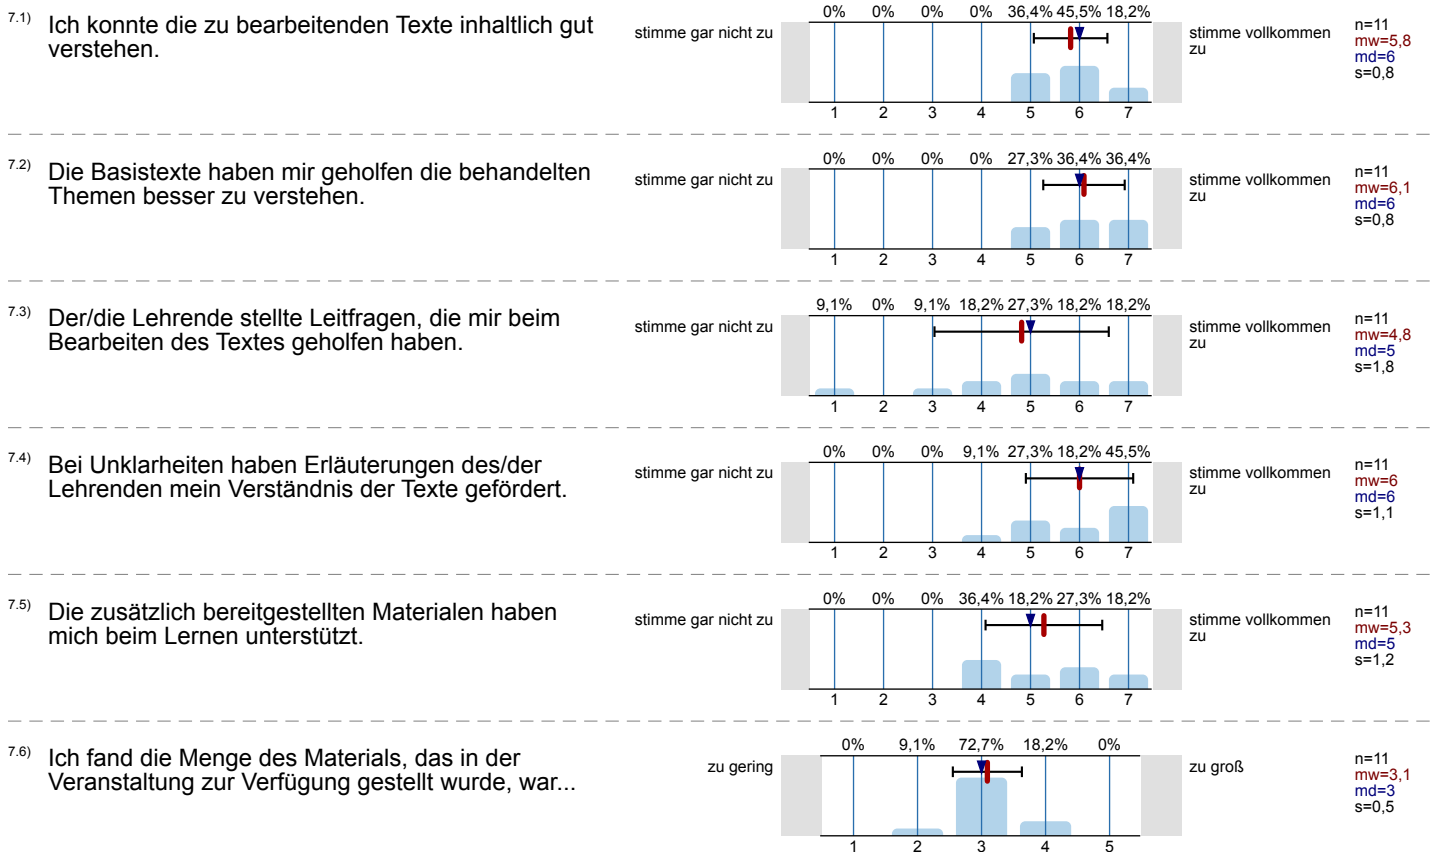 7.1) Ich konnte die zu bearbeitenden Texte inhaltlich gut
verstehen.
stimme gar nicht zu
0% 0% 0% 0% 36,4% 45,5% 18,2%
1 2 3 4 5 6 7
stimme vollkommen
zu
n=11
mw=5,8
md=6
s=0,8
7.2) Die Basistexte haben mir geholfen die behandelten
Themen besser zu verstehen.
stimme gar nicht zu
0% 0% 0% 0% 27,3% 36,4% 36,4%
1 2 3 4 5 6 7
stimme vollkommen
zu
n=11
mw=6,1
md=6
s=0,8
7.3) Der/die Lehrende stellte Leitfragen, die mir beim
Bearbeiten des Textes geholfen haben.
stimme gar nicht zu
9,1% 0% 9,1% 18,2% 27,3% 18,2% 18,2%
1 2 3 4 5 6 7
stimme vollkommen
zu
n=11
mw=4,8
md=5
s=1,8
7.4) Bei Unklarheiten haben Erläuterungen des/der
Lehrenden mein Verständnis der Texte gefördert.
stimme gar nicht zu
0% 0% 0% 9,1% 27,3% 18,2% 45,5%
1 2 3 4 5 6 7
stimme vollkommen
zu
n=11
mw=6
md=6
s=1,1
7.5) Die zusätzlich bereitgestellten Materialen haben
mich beim Lernen unterstützt.
stimme gar nicht zu
0% 0% 0% 36,4% 18,2% 27,3% 18,2%
1 2 3 4 5 6 7
stimme vollkommen
zu
n=11
mw=5,3
md=5
s=1,2
7.6) Ich fand die Menge des Materials, das in der
Veranstaltung zur Verfügung gestellt wurde, war...
zu gering
0% 9,1% 72,7% 18,2% 0%
1 2 3 4 5
zu groß
n=11
mw=3,1
md=3
s=0,5